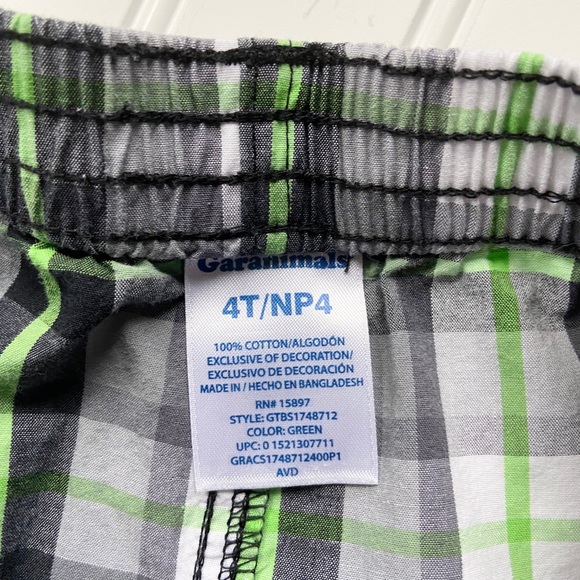 Garanimals
4T/NP4
100% COTTON/ALGODÓN
EXCLUSIVE OF DECORATION/
EXCLUSIVO DE DECORACIÓN
MADE IN / HECHO EN BANGLADESH
RN# 15897
STYLE: GTBS1748712
COLOR: GREEN
UPC: 0 1521307711
GRACS1748712400P1
AVD